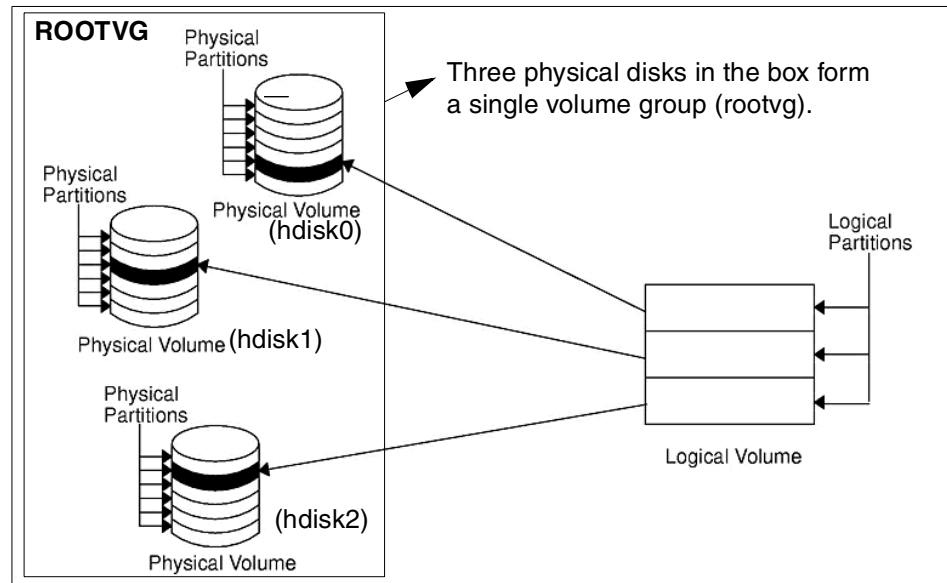 ROOTVG
Physical
Partitions
Three physical disks in the box form
a single volume group (rootvg).
Physical Volume
(hdisk0)
Physical
Partitions
Physical Volume (hdisk1)
Logical
Partitions
Physical
Partitions
(hdisk2)
Physical Volume
Logical Volume